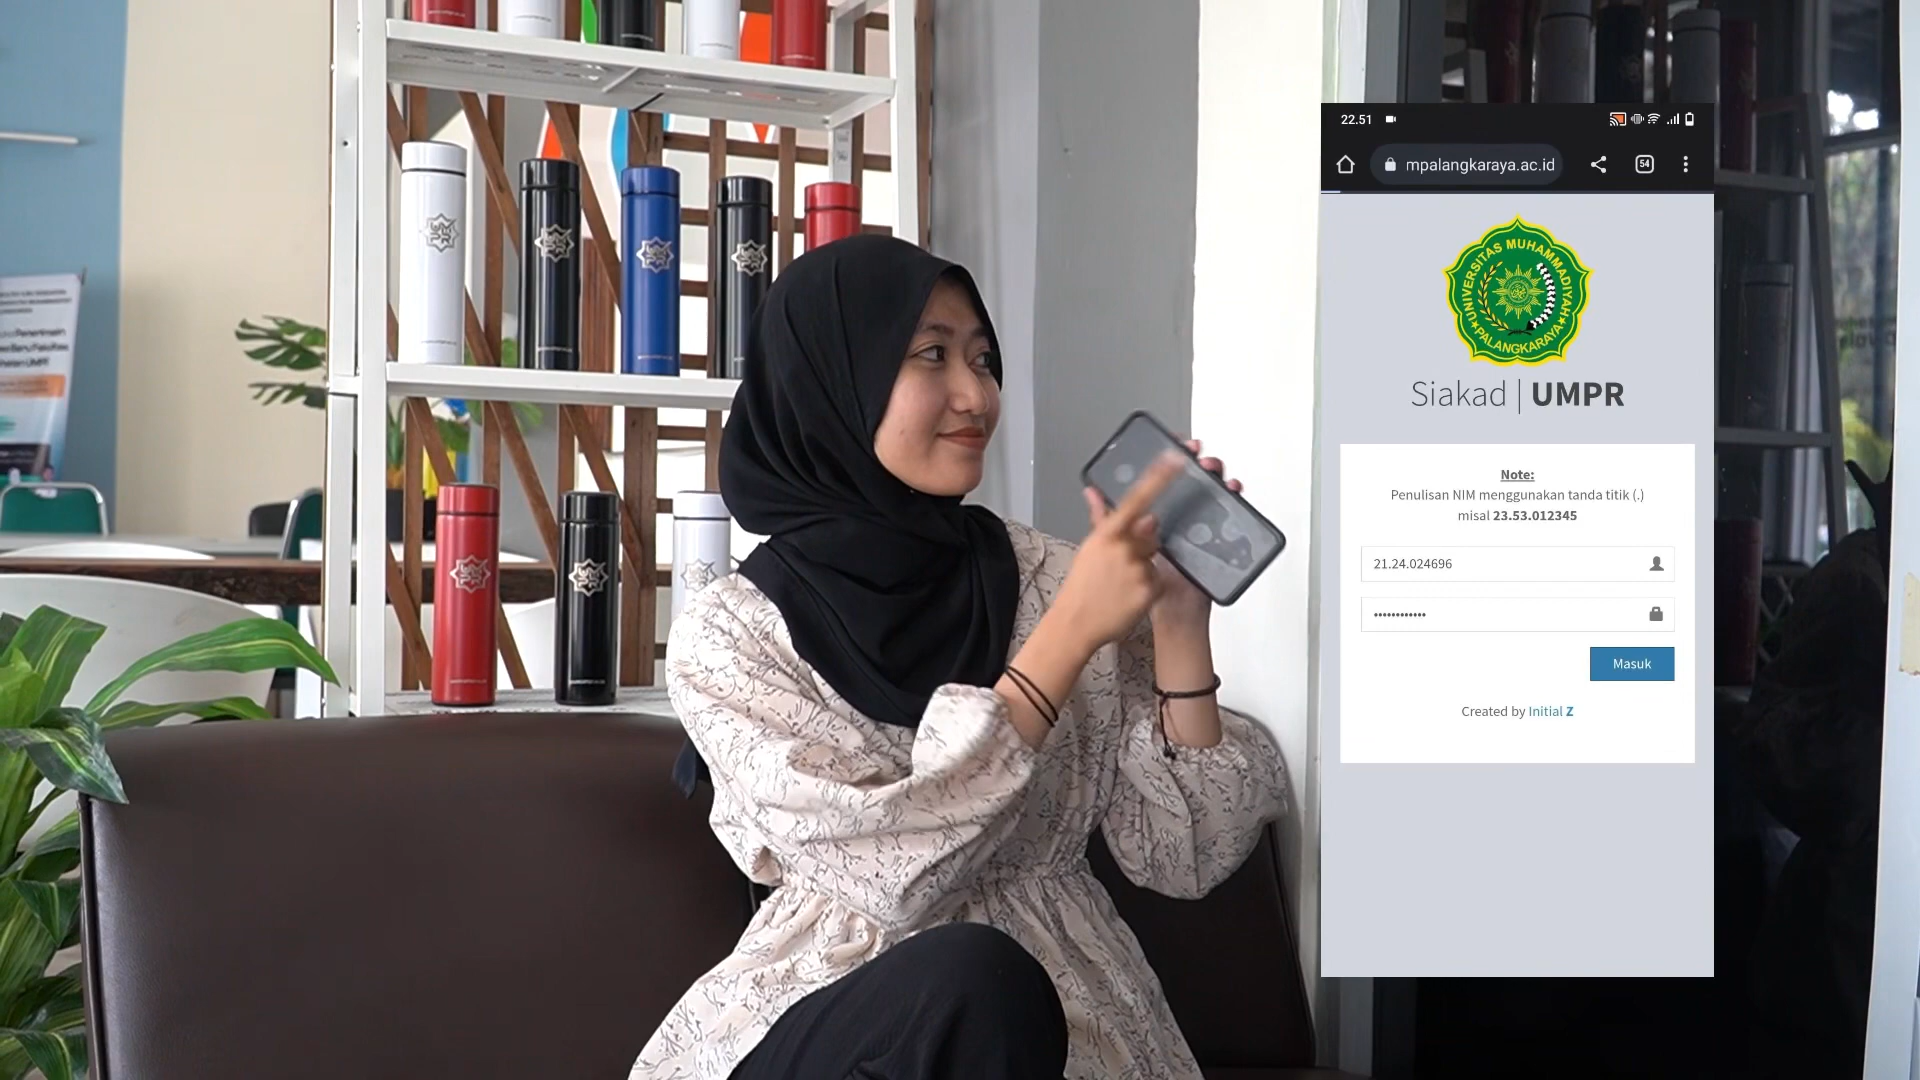 22.51
54
mpalangkaraya.ac.id
UNIVERSITAS MUHAMMADIYAH
PALANGKARAYA
Siakad | UMPR
Note:
Penulisan NIM menggunakan tanda titik (.)
misal 23.53.012345
21.24.024696
••••••••••••
Masuk
Created by Initial Z